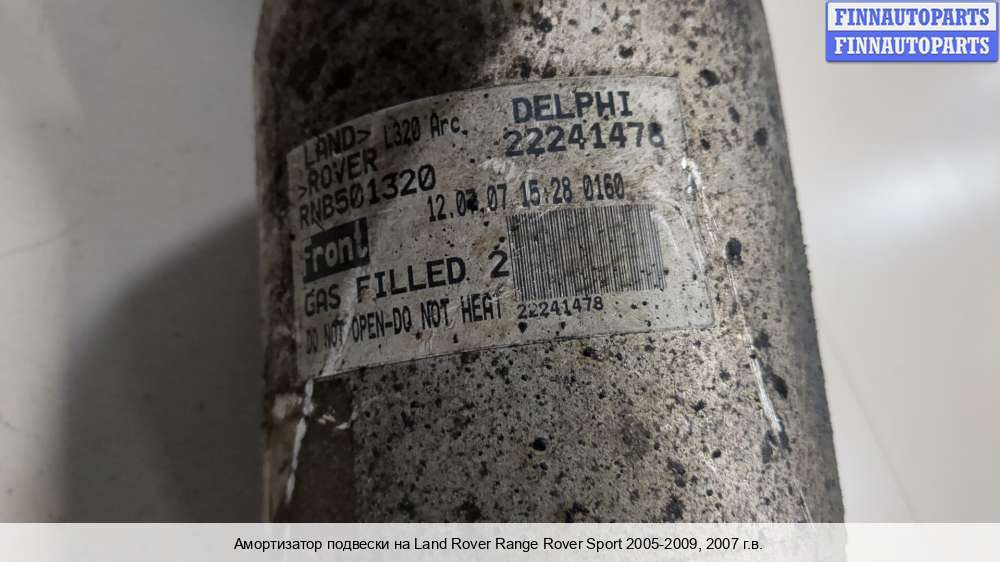 FINNAUTOPARTS
FINNAUTOPARTS
LAND> L320 Arc.
>ROVER
RNB501320
DELPHI
22241478
15:28 0160
Front
GAS FILLED 2
DO NOT OPEN-DO NOT HEAT 22241478
Амортизатор подвески на Land Rover Range Rover Sport 2005-2009, 2007 г.в.